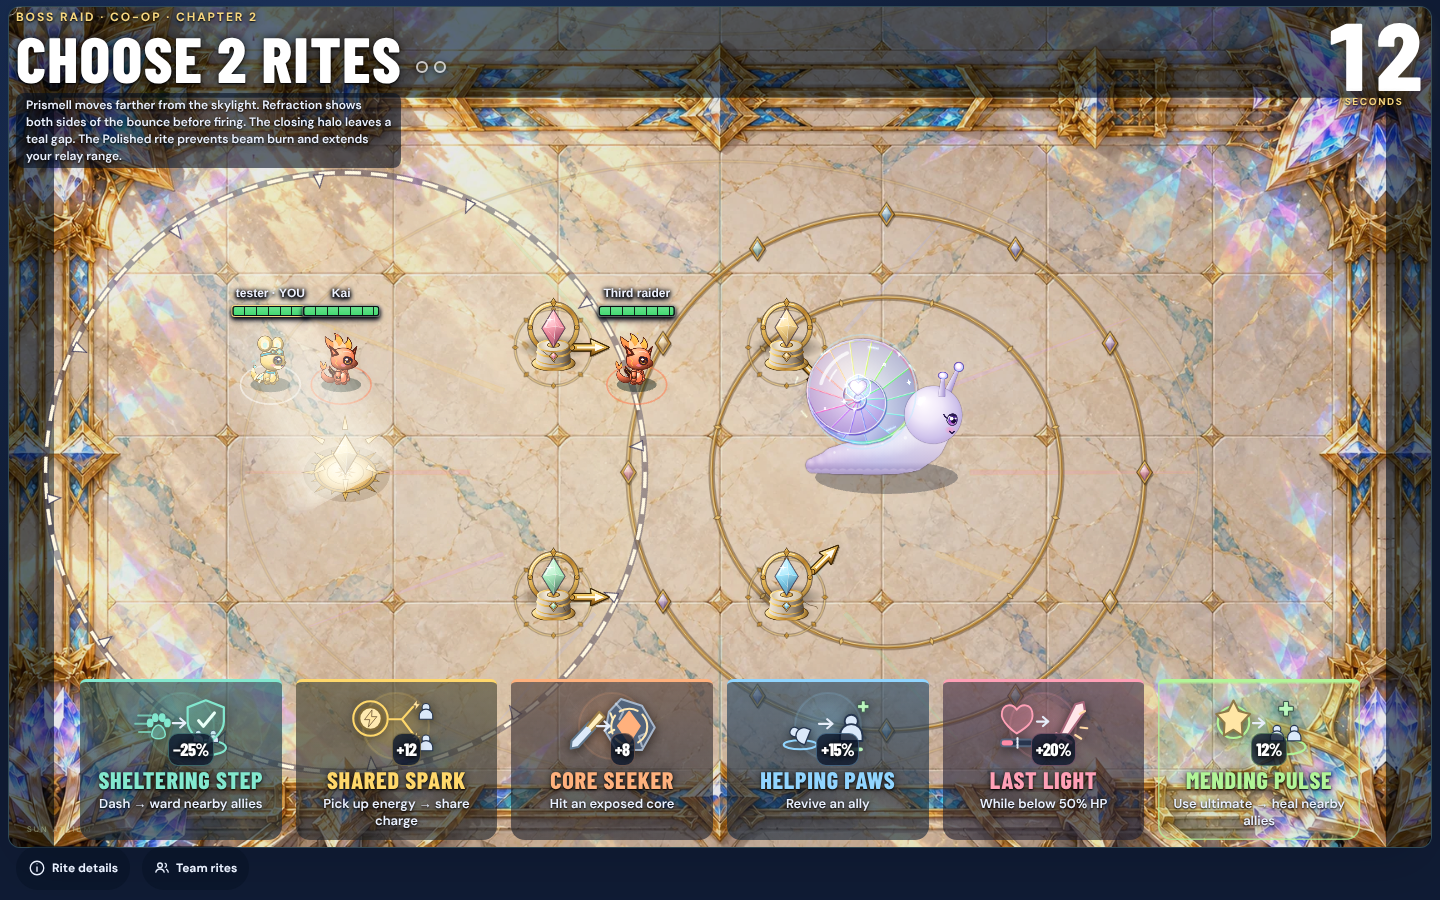 BOSS RAID · CO-OP · CHAPTER 2
CHOOSE 2 RITES
12
SECONDS
Prismell moves farther from the skylight. Refraction shows
both sides of the bounce before firing. The closing halo leaves a
teal gap. The Polished rite prevents beam burn and extends
your relay range.
tester · YOU
Kai
Third raider
-25%
SHELTERING STEP
Dash → ward nearby allies
+12
SHARED SPARK
Pick up energy → share
charge
+8
CORE SEEKER
Hit an exposed core
+15%
HELPING PAWS
Revive an ally
+20%
LAST LIGHT
While below 50% HP
12%
MENDING PULSE
Use ultimate → heal nearby
allies
Rite details
Team rites